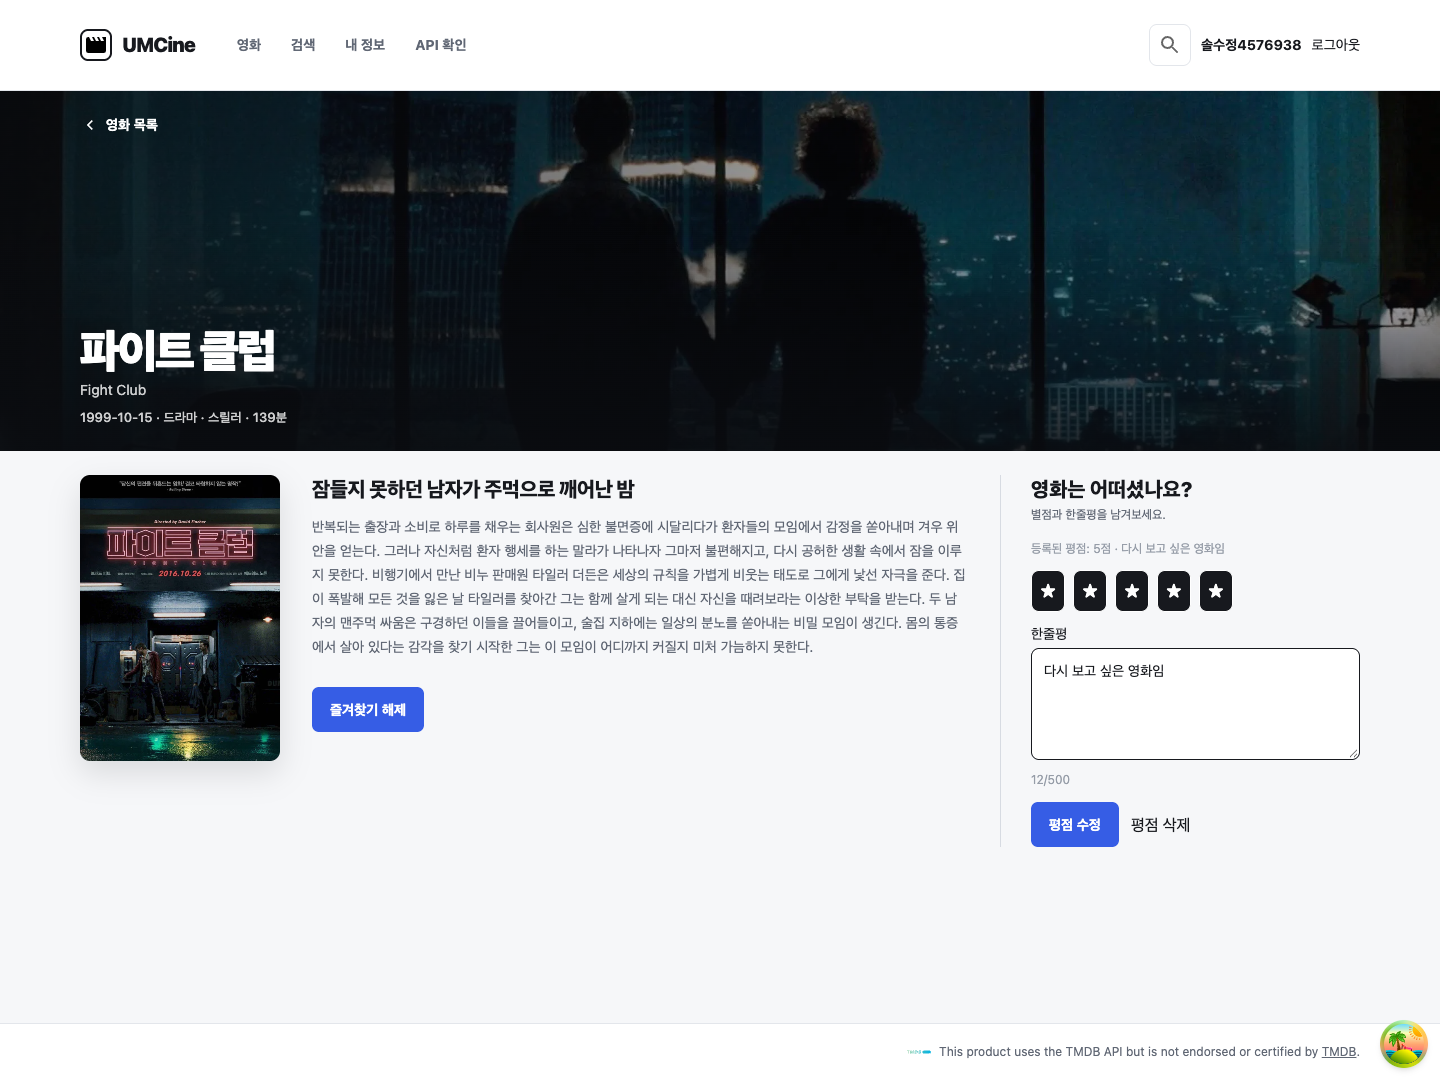 UMCine
영화
검색
내 정보
API 확인
솔수정4576938
로그아웃
영화 목록
파이트 클럽
Fight Club
1999-10-15 · 드라마 · 스릴러 · 139분
Directed by David Fincher
파이트 클럽
FIGHT CLUB
2016.10.26
잠들지 못하던 남자가 주먹으로 깨어난 밤
반복되는 출장과 소비로 하루를 채우는 회사원은 심한 불면증에 시달리다가 환자들의 모임에서 감정을 쏟아내며 겨우 위
안을 얻는다. 그러나 자신처럼 환자 행세를 하는 말라가 나타나자 그마저 불편해지고, 다시 공허한 생활 속에서 잠을 이루
지 못한다. 비행기에서 만난 비누 판매원 타일러 더든은 세상의 규칙을 가볍게 비웃는 태도로 그에게 낯선 자극을 준다. 집
이 폭발해 모든 것을 잃은 날 타일러를 찾아간 그는 함께 살게 되는 대신 자신을 때려보라는 이상한 부탁을 받는다. 두 남
자의 맨주먹 싸움은 구경하던 이들을 끌어들이고, 술집 지하에는 일상의 분노를 쏟아내는 비밀 모임이 생긴다. 몸의 통증
에서 살아 있다는 감각을 찾기 시작한 그는 이 모임이 어디까지 커질지 미처 가늠하지 못한다.
즐겨찾기 해제
영화는 어떠셨나요?
별점과 한줄평을 남겨보세요.
등록된 평점: 5점 · 다시 보고 싶은 영화임
한줄평
다시 보고 싶은 영화임
12/500
평점 수정
평점 삭제
This product uses the TMDB API but is not endorsed or certified by TMDB.